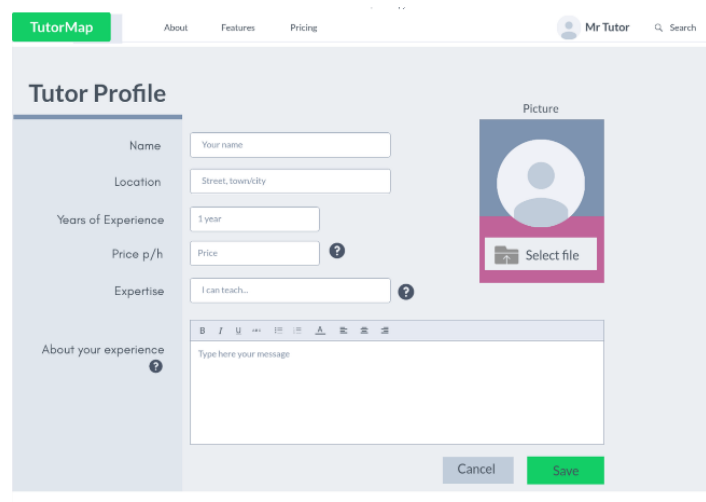 TutorMap
About
Features
Pricing
Mr Tutor
Search
Tutor Profile
Picture
Name
Your name
Location
Street, town/city
Years of Experience
1 year
Price p/h
Price
?
Select file
Expertise
I can teach...
?
B I U A
About your experience
?
Type here your message
Cancel
Save